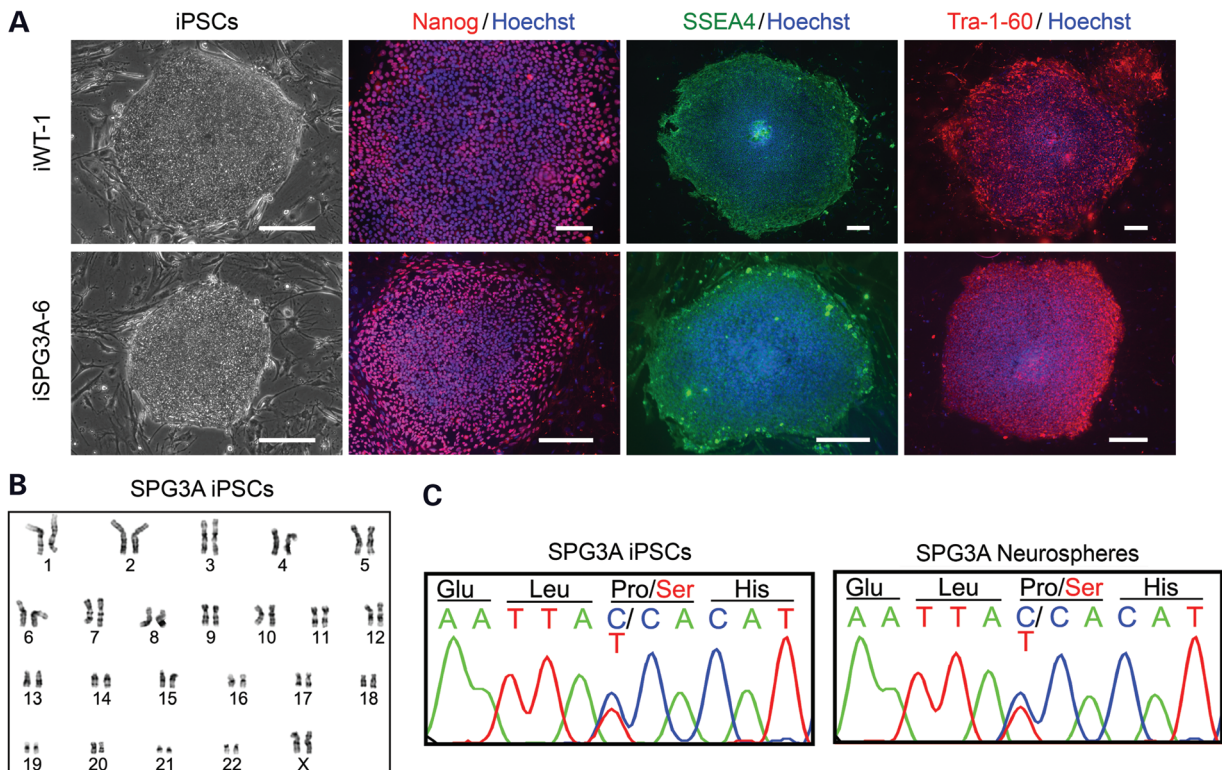 A
iPSCs
Nanog/Hoechst
SSEA4/Hoechst
Tra-1-60/Hoechst
iWT-1
iSPG3A-6
B
SPG3A iPSCs
1 2 3 4 5
6 7 8 9 10 11 12
13 14 15 16 17 18
19 20 21 22 X
C
SPG3A iPSCs
Glu Leu Pro/Ser His
A A T T A C/C A C A T
T
SPG3A Neurospheres
Glu Leu Pro/Ser His
A A T T A C/C A C A T
T